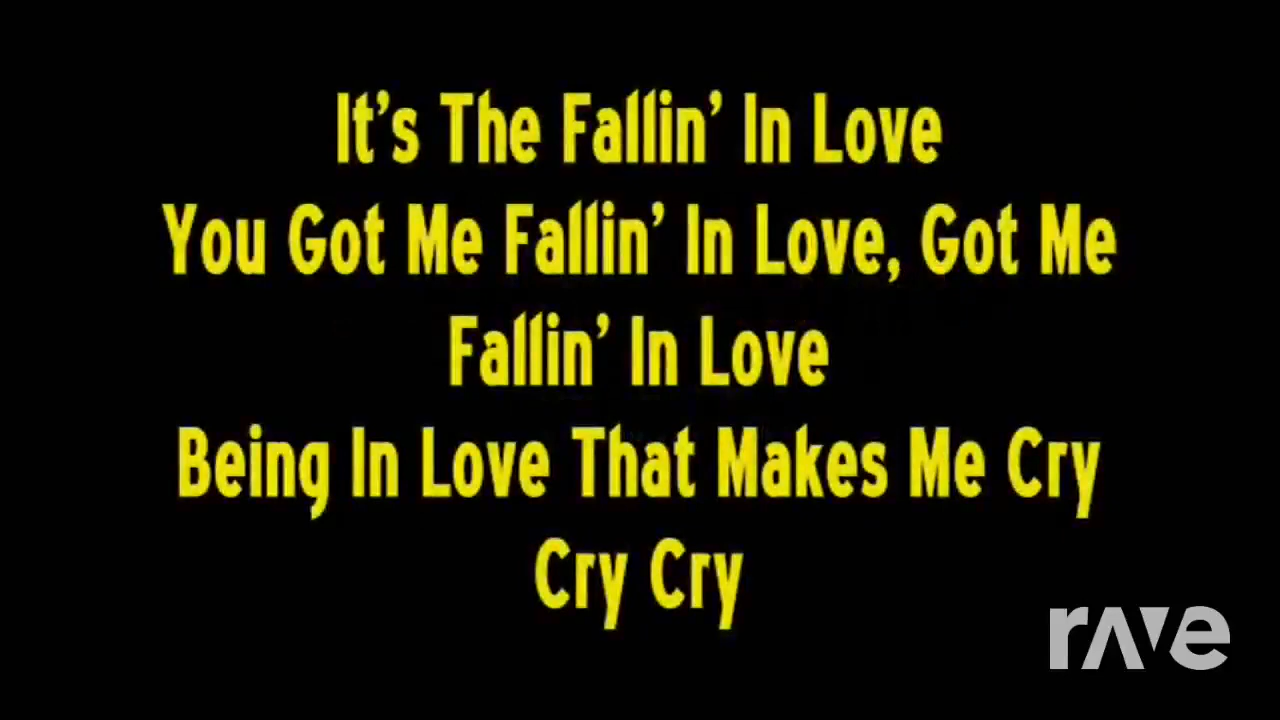 It's The Fallin' In Love
You Got Me Fallin' In Love, Got Me
Fallin' In Love
Being In Love That Makes Me Cry
Cry Cry
rave